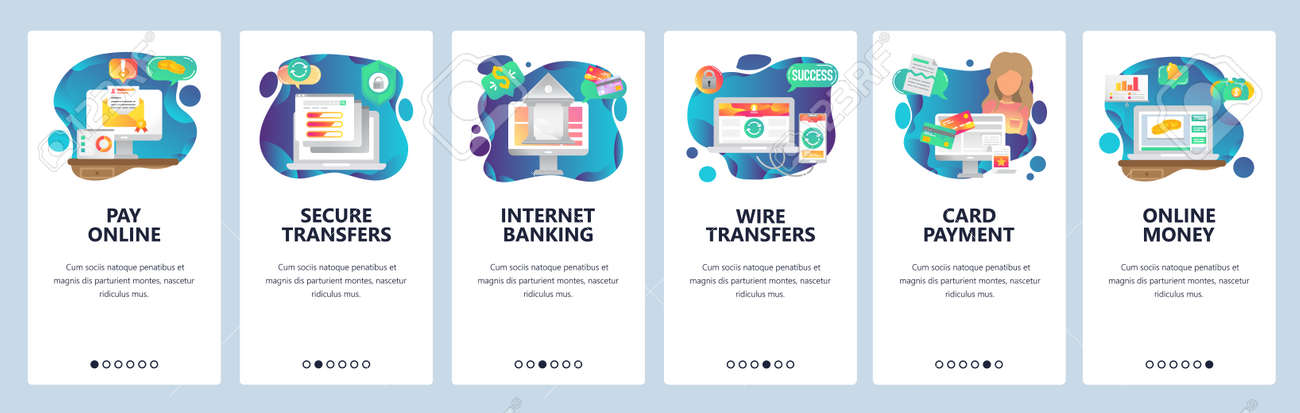 PAY
ONLINE
Cum sociis natoque penatibus et
magnis dis parturient montes, nascetur
ridiculus mus.
SECURE
TRANSFERS
Cum sociis natoque penatibus et
magnis dis parturient montes, nascetur
ridiculus mus.
INTERNET
BANKING
Cum sociis natoque penatibus et
magnis dis parturient montes, nascetur
ridiculus mus.
SUCCESS
WIRE
TRANSFERS
Cum sociis natoque penatibus et
magnis dis parturient montes, nascetur
ridiculus mus.
CARD
PAYMENT
Cum sociis natoque penatibus et
magnis dis parturient montes, nascetur
ridiculus mus.
ONLINE
MONEY
Cum sociis natoque penatibus et
magnis dis parturient montes, nascetur
ridiculus mus.